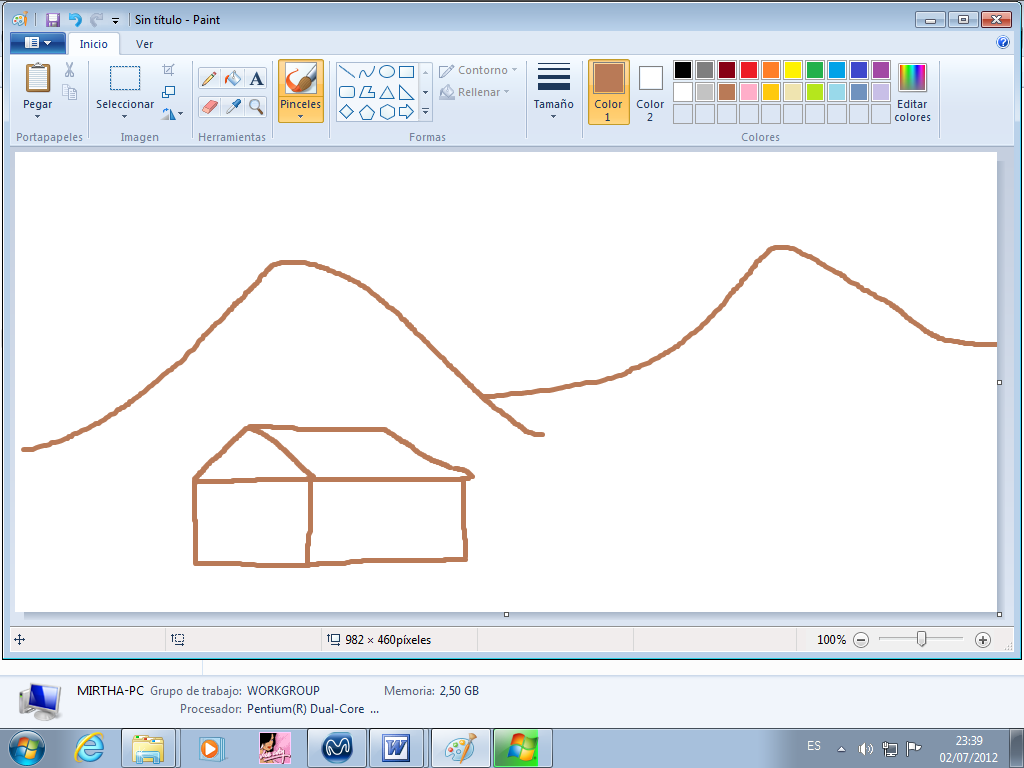 Sin título - Paint
Inicio Ver
Pegar
Seleccionar
A
Pinceles
Contorno
Rellenar
Tamaño
Color 1
Color 2
Editar colores
Portapapeles Imagen Herramientas Formas Colores
982 × 460píxeles 100%
MIRTHA-PC Grupo de trabajo: WORKGROUP Memoria: 2,50 GB
Procesador: Pentium(R) Dual-Core ...
ES 23:39
02/07/2012